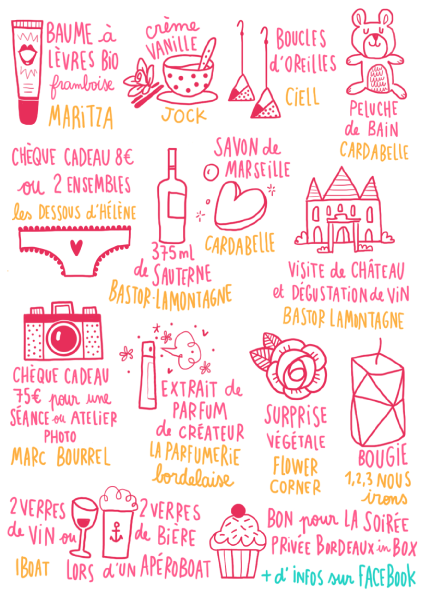 BAUME à
LÈVRES BiO
framboise
MARiTZA
crème
VANiLLE
JOCK
BOUCLES
d'OREiLLES
CiELL
PELUCHE
de BAiN
CARDABELLE
CHÈQUE CADEAU 8€
ou 2 ENSEMBLES
les DESSOUS d'HÉLÈNE
375 ml
de SAUTERNE
BASTOR-LAMONTAGNE
SAVON de
MARSEiLLE
CARDABELLE
ViSiTE de CHÂTEAU
et DÉGUSTATiON de ViN
BASTOR LAMONTAGNE
CHÈQUE CADEAU
75€ pour une
SÉANCE ou ATELiER
PHOTO
MARC BOURREL
EXTRAiT de
PARFUM
de CRÉATEUR
LA PARFUMERiE
bordelaise
SURPRiSE
VÉGÉTALE
FLOWER
CORNER
BOUGiE
1,2,3 NOUS
irons
2 VERRES
de ViN ou
2 VERRES
de BiÈRE
iBOAT
LORS d'UN APÉROBOAT
BON pour LA SOiRÉE
PRiVÉE BORDEAUX in BOX
+ d'iNFOS sur FACEBOOK